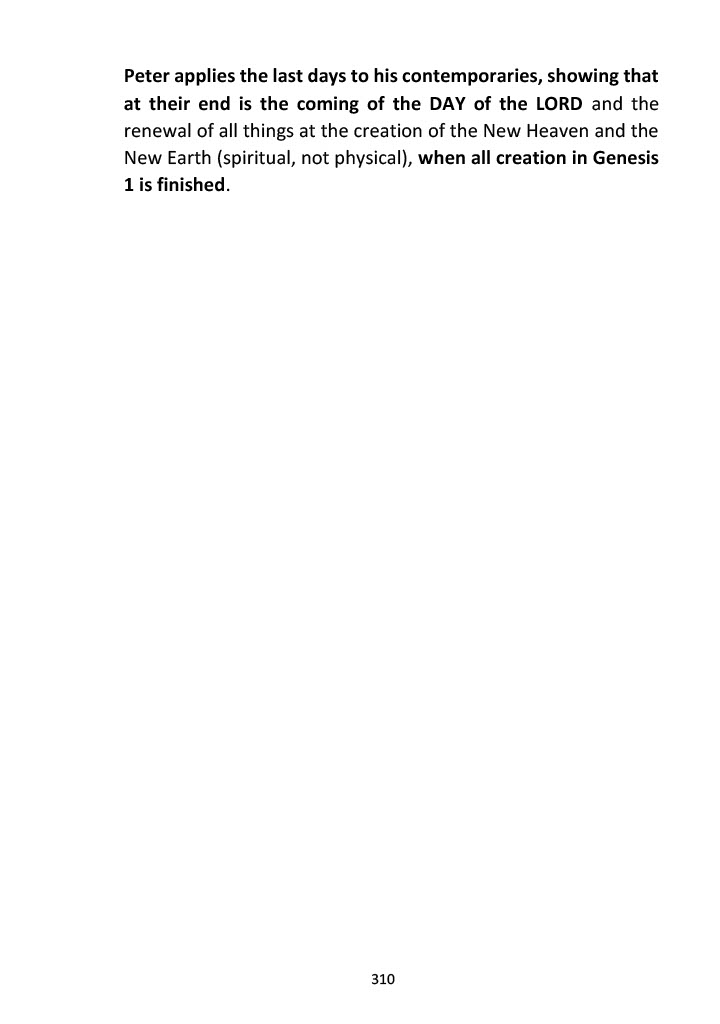 Peter applies the last days to his contemporaries, showing that
at their end is the coming of the DAY of the LORD and the
renewal of all things at the creation of the New Heaven and the
New Earth (spiritual, not physical), when all creation in Genesis
1 is finished.
310